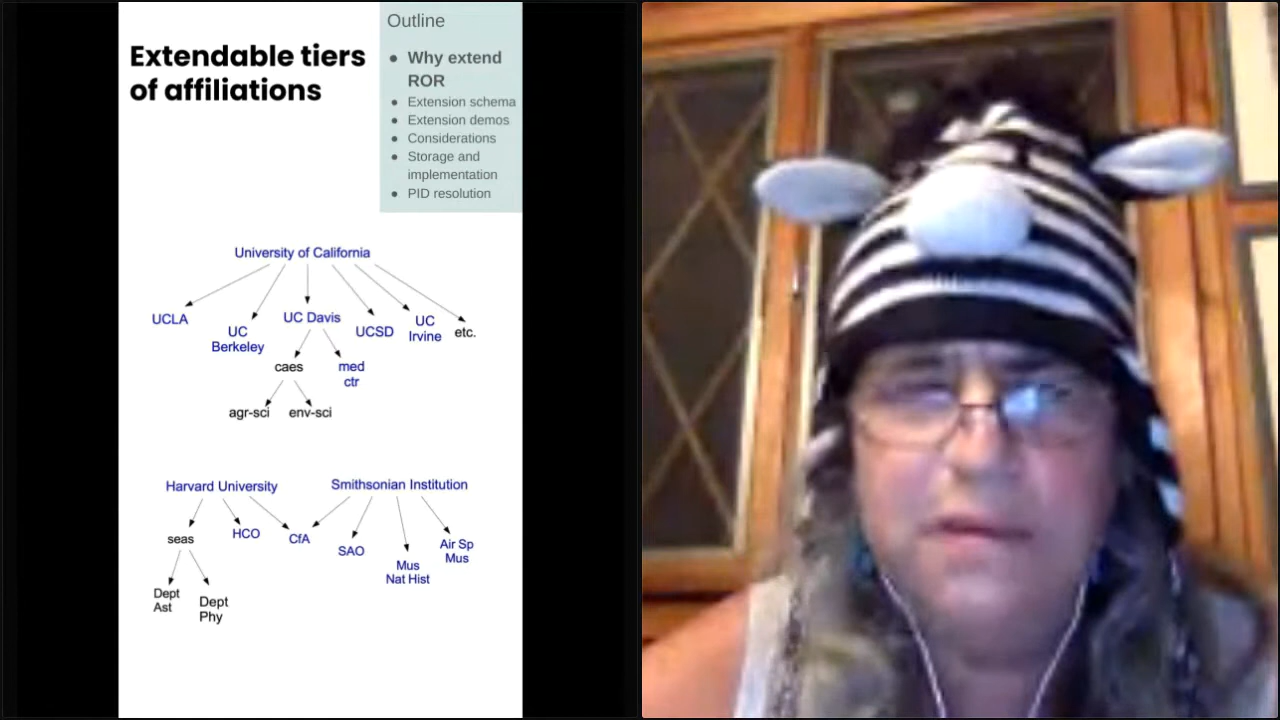 Extendable tiers
of affiliations
Outline
Why extend
ROR
Extension schema
Extension demos
Considerations
Storage and
implementation
PID resolution
University of California
UCLA
UC
Berkeley
UC Davis
UCSD
UC
Irvine
etc.
caes
med
ctr
agr-sci
env-sci
Harvard University
Smithsonian Institution
seas
HCO
CfA
SAO
Mus
Nat Hist
Air Sp
Mus
Dept
Ast
Dept
Phy